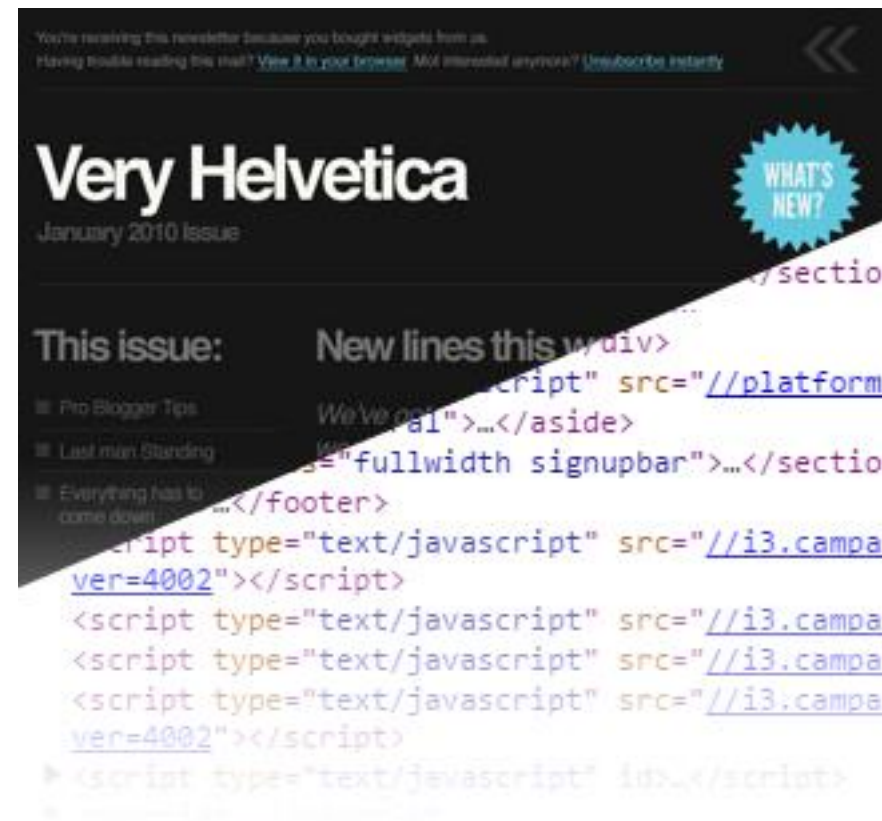 You're receiving this newsletter because you bought widgets from us.
Having trouble reading this mail? View it in your browser. Not interested anymore? Unsubscribe instantly
Very Helvetica
January 2010 Issue
WHAT'S
NEW?
This issue:
New lines this
Pro Blogger Tips
We've
Last man Standing
Everything has to
come down
/sectio
div>
cript" src="//platform
al">…</aside>
s="fullwidth signupbar">…</sectio
…</footer>
cript type="text/javascript" src="//i3.campa
ver=4002"></script>
<script type="text/javascript" src="//i3.campa
<script type="text/javascript" src="//i3.campa
<script type="text/javascript" src="//i3.campa
ver=4002"></script>
<script type="text/javascript" id>…</script>